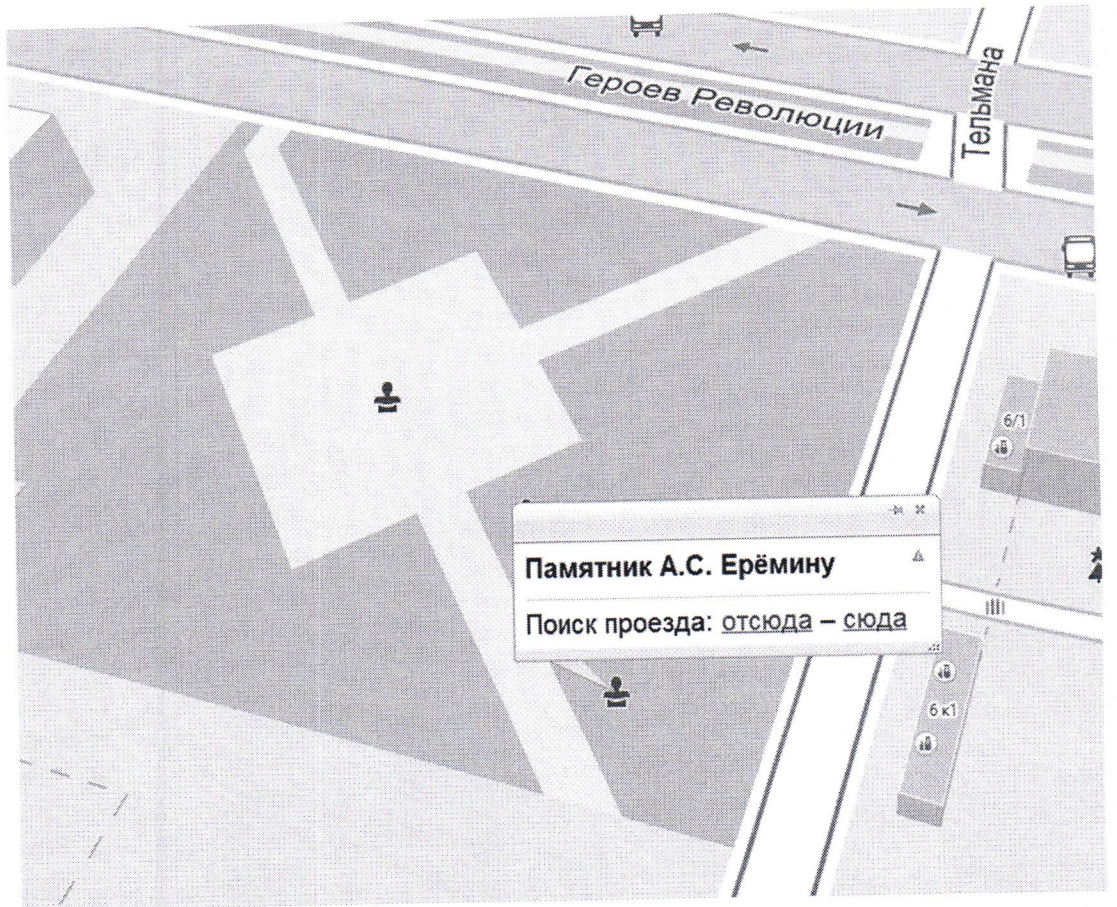 Героев Революции
Тельмана
6/1
Памятник А.С. Ерёмину
Поиск проезда: отсюда – сюда
6 к1